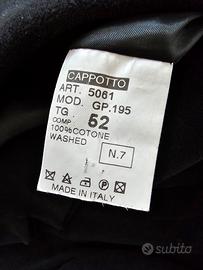 CAPPOTTO
ART. 5061
MOD. GP.195
TG. 52
COMP.
100%COTONE
WASHED
N.7
MADE IN ITALY
subito